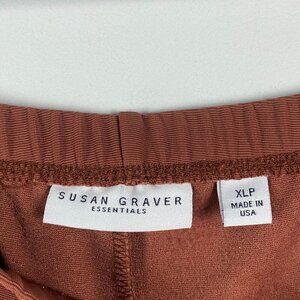 SUSAN GRAVER
ESSENTIALS
XLP
MADE IN
USA